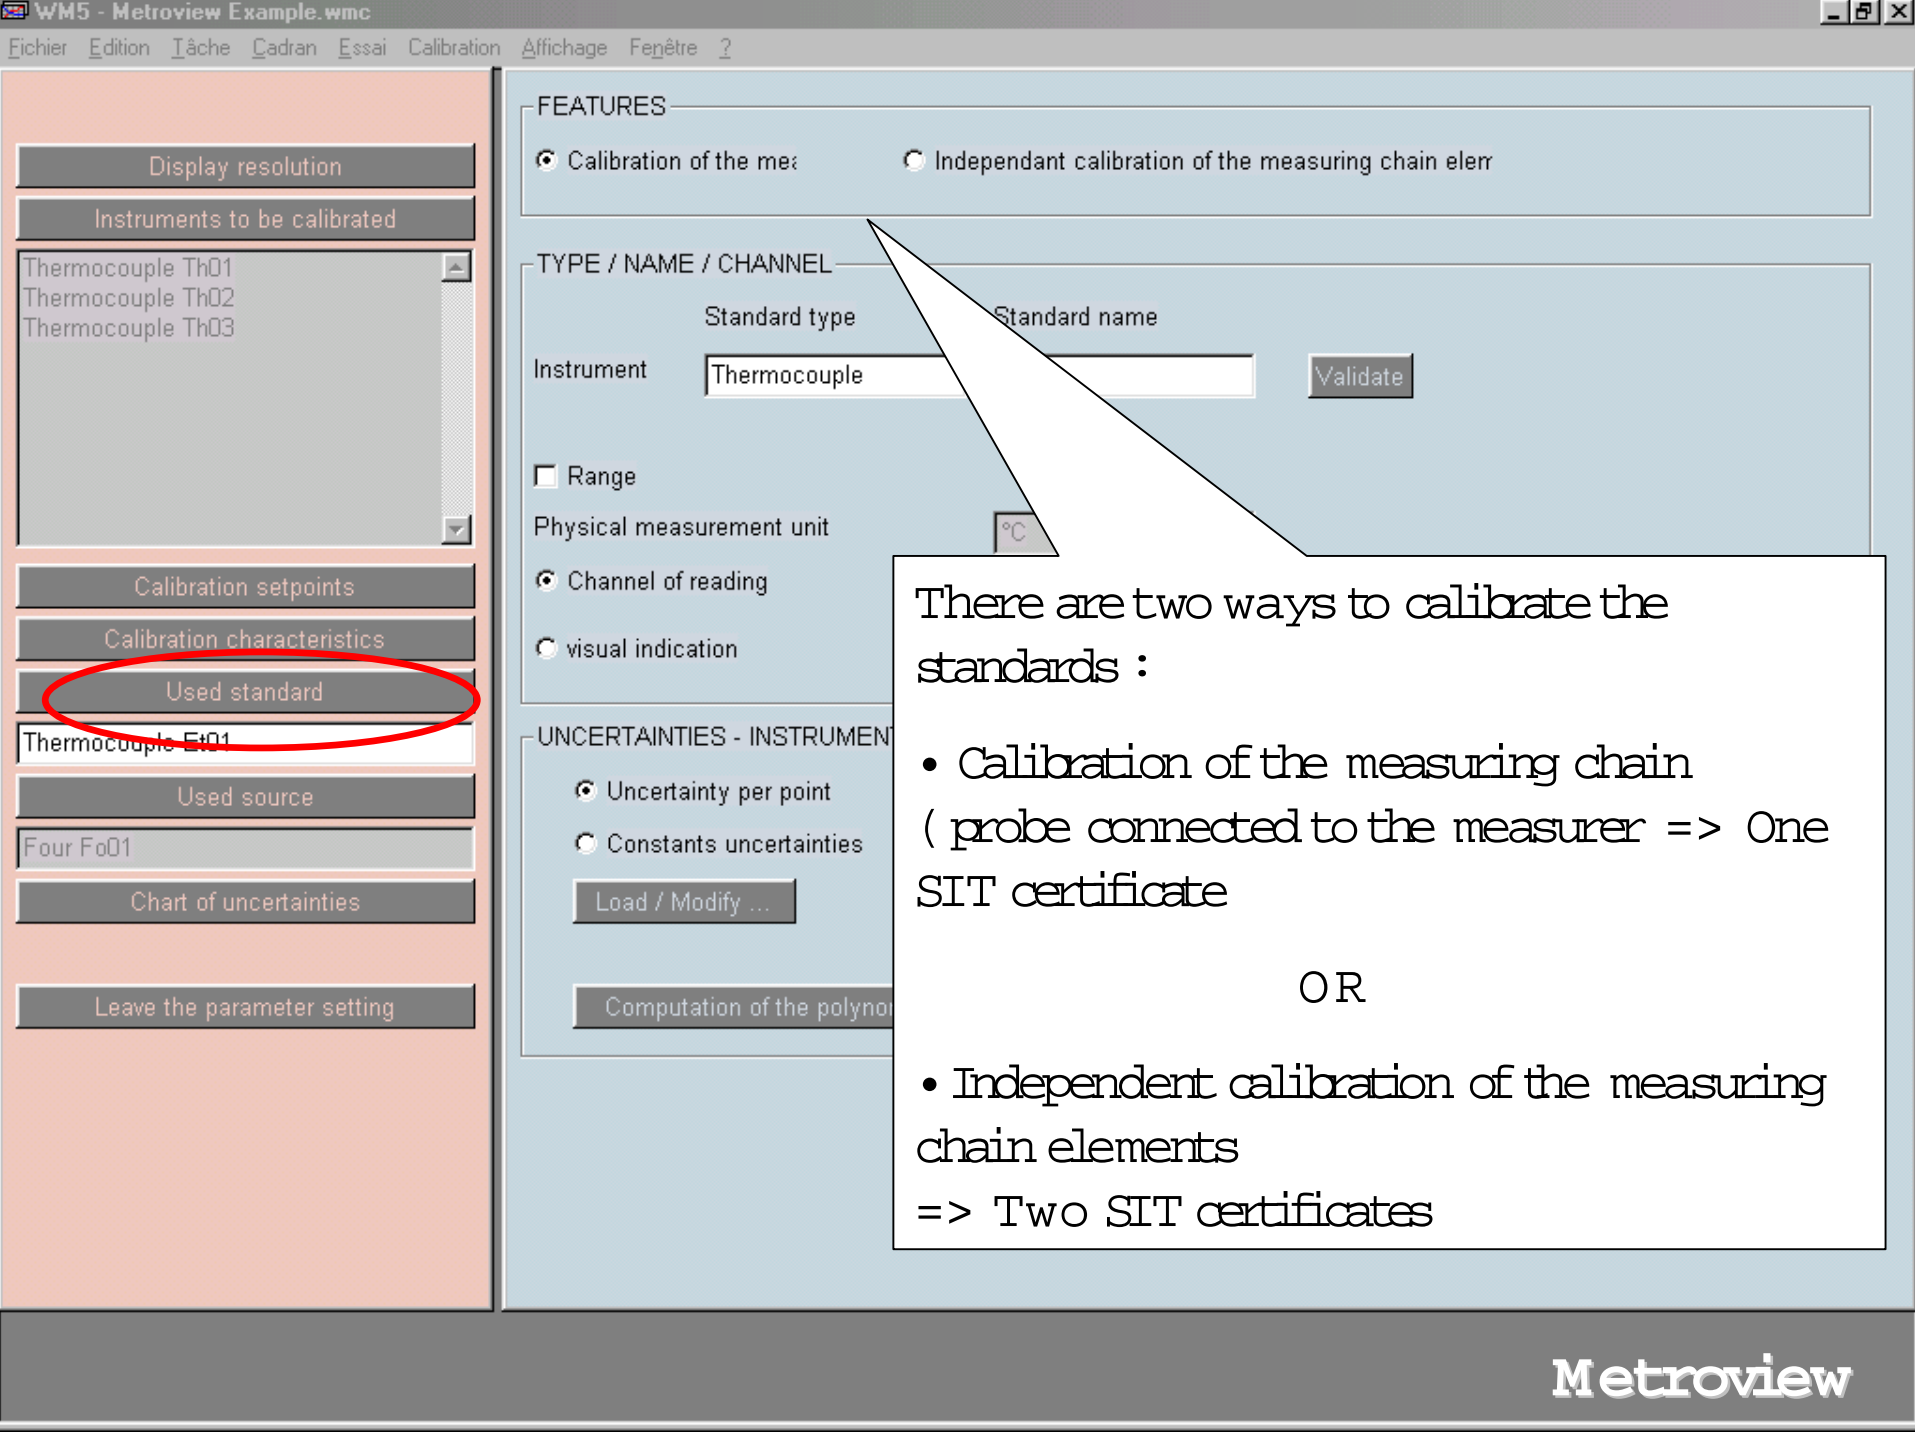 WM5 - Metroview Example.wmc
Fichier Edition Tâche Cadran Essai Calibration Affichage Fenêtre ?
Display resolution
Instruments to be calibrated
Thermocouple Th01
Thermocouple Th02
Thermocouple Th03
Calibration setpoints
Calibration characteristics
Used standard
Thermocouple Et01
Used source
Four Fo01
Chart of uncertainties
Leave the parameter setting
FEATURES
Calibration of the mea
Independant calibration of the measuring chain elem
TYPE / NAME / CHANNEL
Standard type Standard name
Instrument Thermocouple Validate
Range
Physical measurement unit °C
Channel of reading
visual indication
UNCERTAINTIES - INSTRUMENT
Uncertainty per point
Constants uncertainties
Load / Modify ...
Computation of the polynor
There are two ways to calibrate the
standards :
• Calibration of the measuring chain
( probe connected to the measurer => One
SIT certificate
OR
• Independent calibration of the measuring
chain elements
=> Two SIT certificates
Metroview